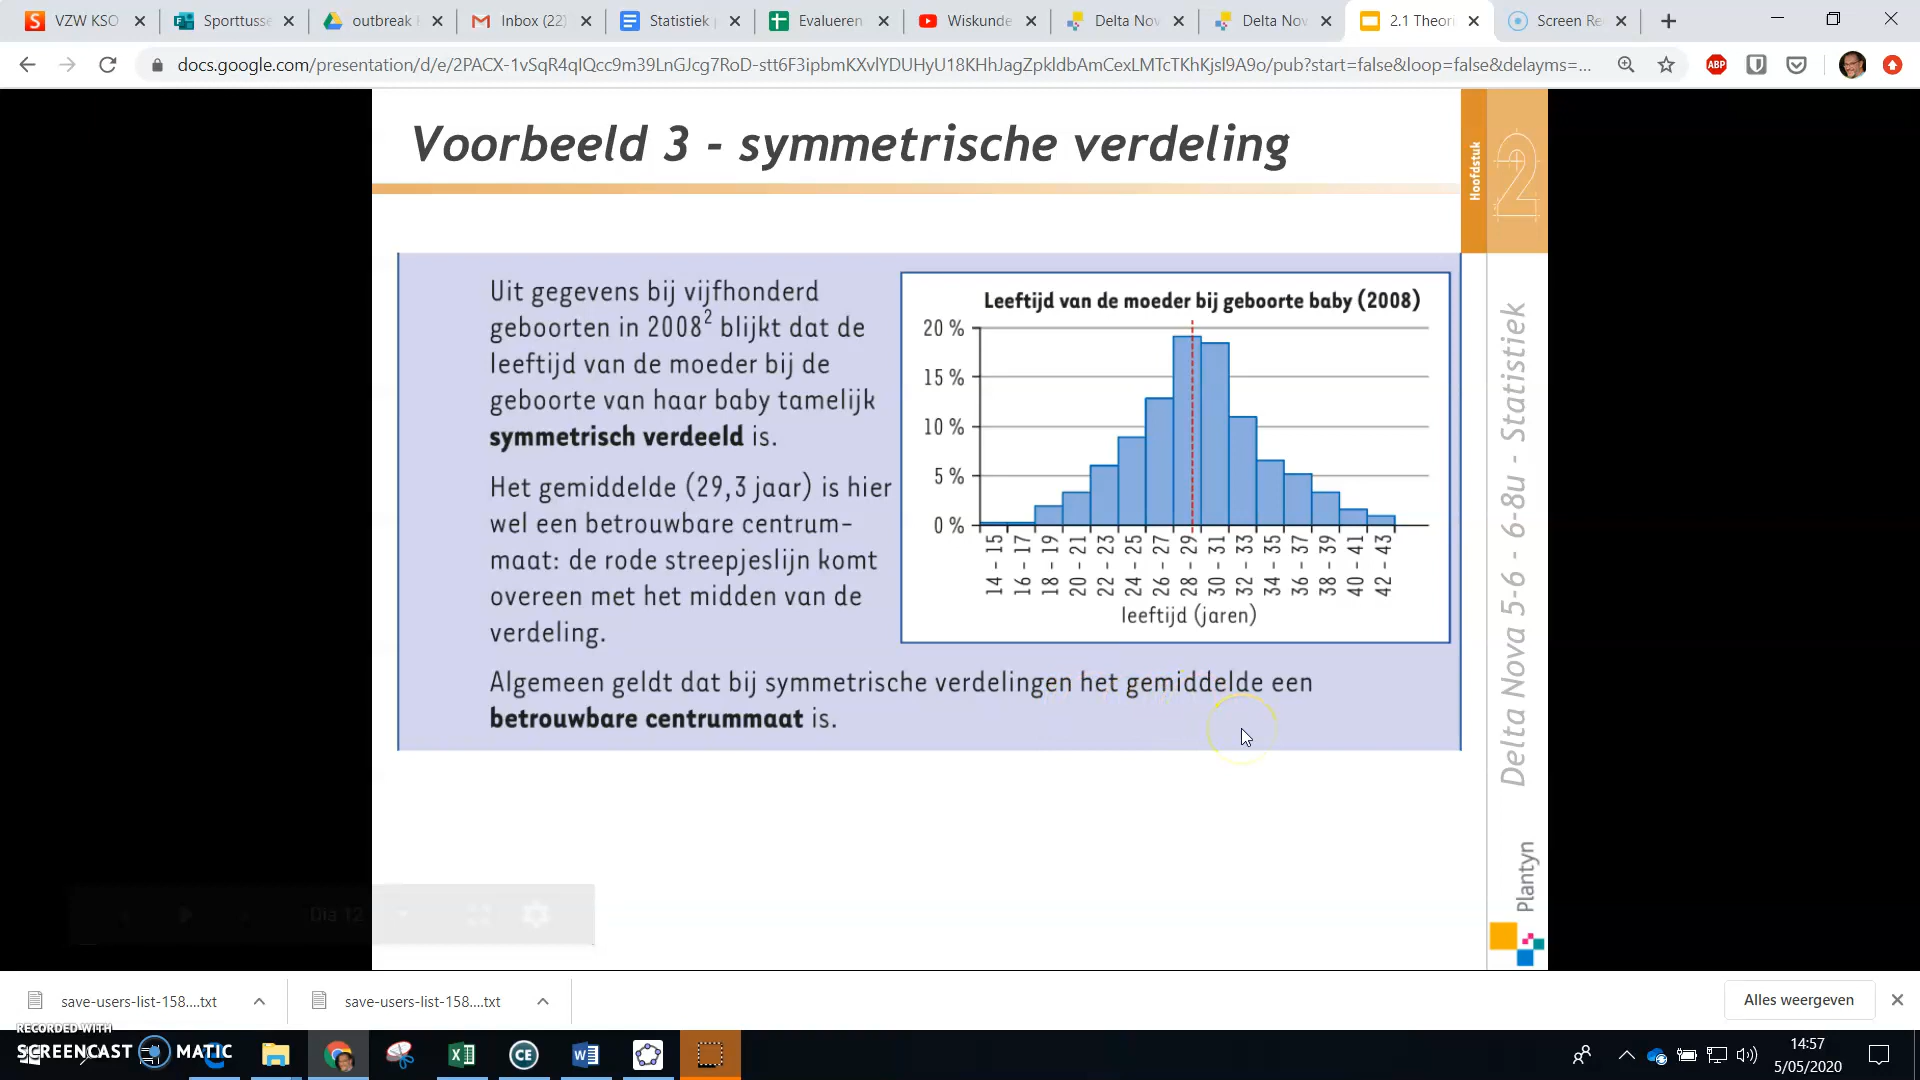 VZW KSO
Sporttusse
outbreak
Inbox (22)
Statistiek
Evalueren
Wiskunde
Delta Nov
Delta Nov
2.1 Theori
Screen Re
docs.google.com/presentation/d/e/2PACX-1vSqR4qIQcc9m39LnGJcg7RoD-stt6F3ipbmKXvlYDUHyU18KHhJagZpkldbAmCexLMTcTKhKjsl9A9o/pub?start=false&loop=false&delayms=...
ABP
Voorbeeld 3 - symmetrische verdeling
Hoofdstuk
2
Uit gegevens bij vijfhonderd
geboorten in 2008² blijkt dat de
leeftijd van de moeder bij de
geboorte van haar baby tamelijk
symmetrisch verdeeld is.
Het gemiddelde (29,3 jaar) is hier
wel een betrouwbare centrum-
maat: de rode streepjeslijn komt
overeen met het midden van de
verdeling.
Leeftijd van de moeder bij geboorte baby (2008)
20 %
15 %
10 %
5 %
0 %
14 - 15
16 - 17
18 - 19
20 - 21
22 - 23
24 - 25
26 - 27
28 - 29
30 - 31
32 - 33
34 - 35
36 - 37
38 - 39
40 - 41
42 - 43
leeftijd (jaren)
Algemeen geldt dat bij symmetrische verdelingen het gemiddelde een
betrouwbare centrummaat is.
Delta Nova 5-6 - 6-8u - Statistiek
Plantyn
Dia 12
save-users-list-158....txt
save-users-list-158....txt
Alles weergeven
RECORDED WITH
SCREENCAST MATIC
CE
14:57
5/05/2020